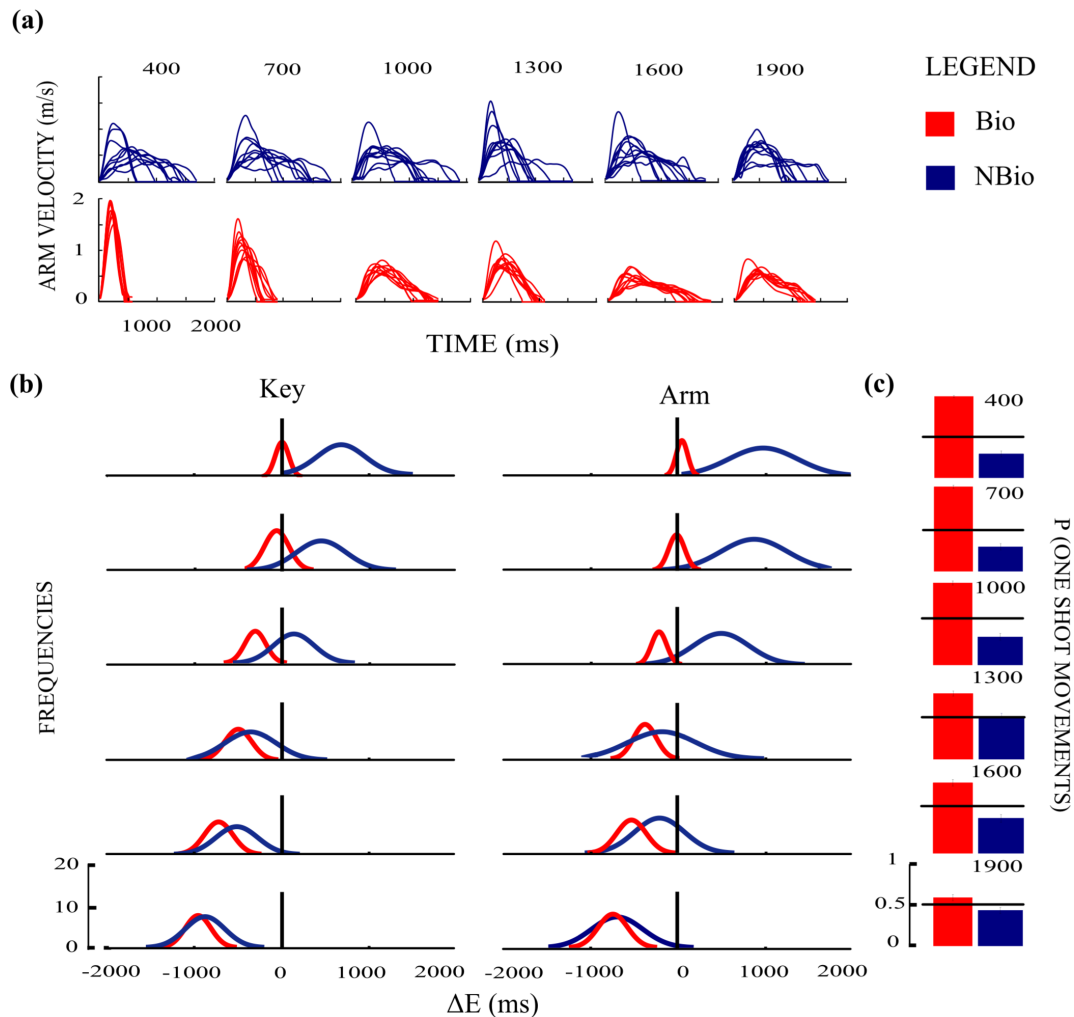 (a)
400 700 1000 1300 1600 1900
LEGEND
Bio
NBio
ARM VELOCITY (m/s)
2
1
0
1000 2000
TIME (ms)
(b)
Key Arm
FREQUENCIES
20
10
0
-2000 -1000 0 1000 2000 -2000 -1000 0 1000 2000
ΔE (ms)
(c)
400
700
1000
1300
1600
1900
1
0.5
0
P (ONE SHOT MOVEMENTS)